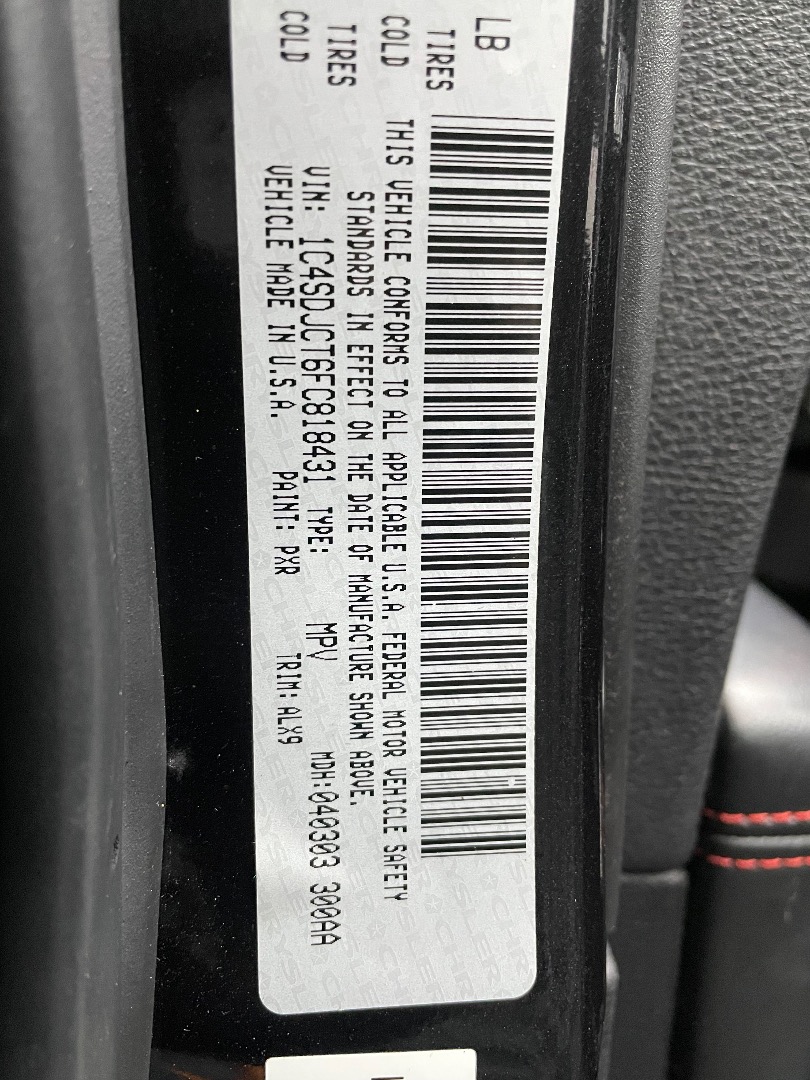 LB
TIRES COLD
TIRES COLD
THIS VEHICLE CONFORMS TO ALL APPLICABLE U.S.A. FEDERAL MOTOR VEHICLE SAFETY
STANDARDS IN EFFECT ON THE DATE OF MANUFACTURE SHOWN ABOVE.
VIN: 1C4SDJCT6FC818431 TYPE: MPV MDH:040303 300AA
VEHICLE MADE IN U.S.A. PAINT: PXR TRIM:ALX9